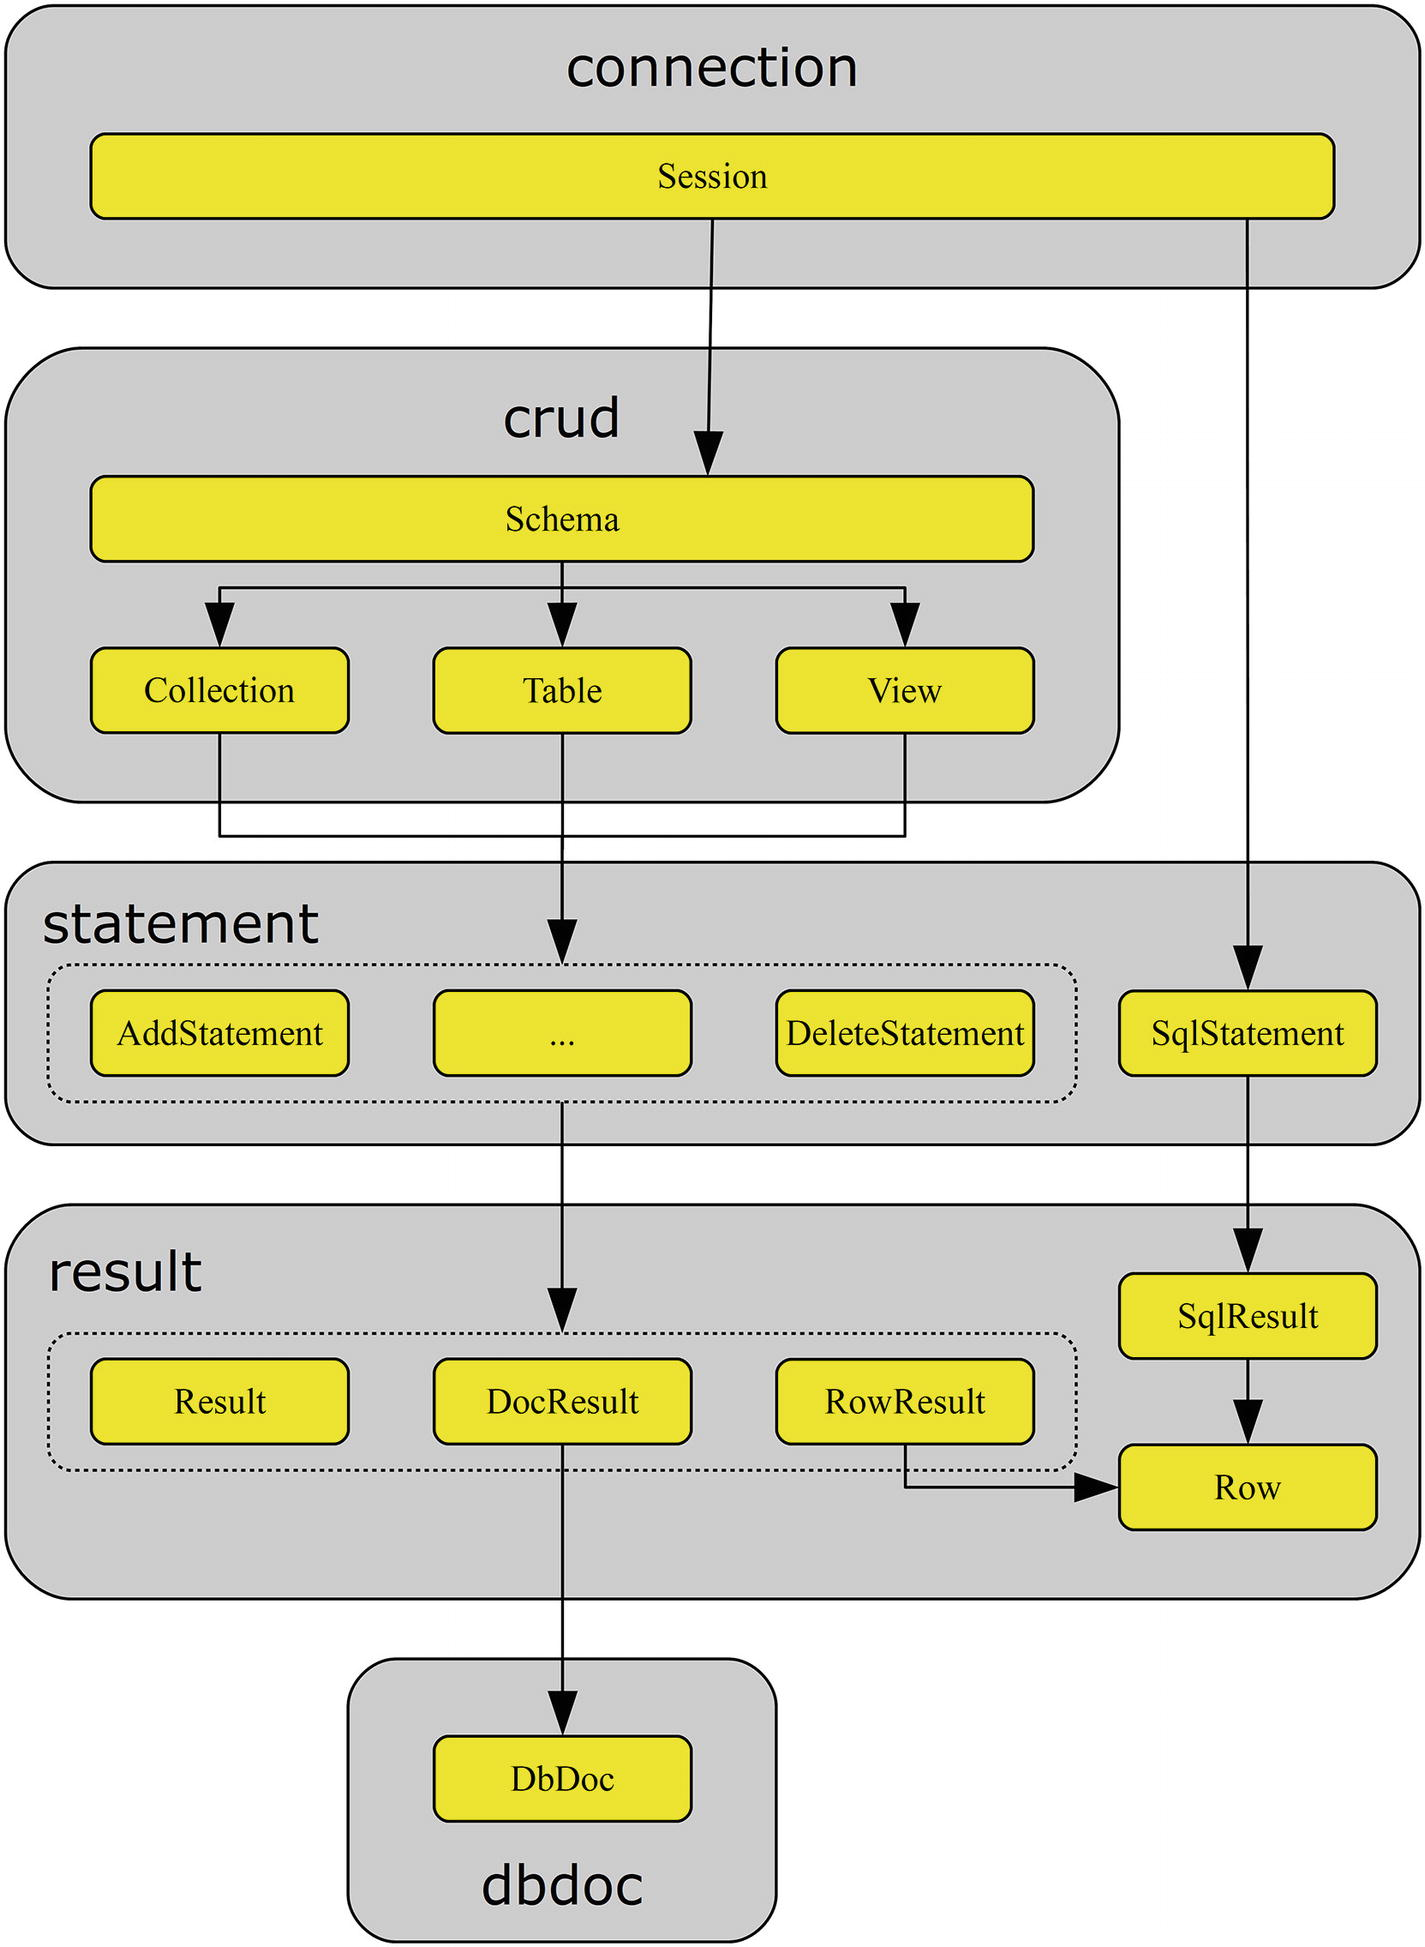 connection
Session
crud
Schema
Collection
Table
View
statement
AddStatement
...
DeleteStatement
SqlStatement
result
SqlResult
Result
DocResult
RowResult
Row
DbDoc
dbdoc